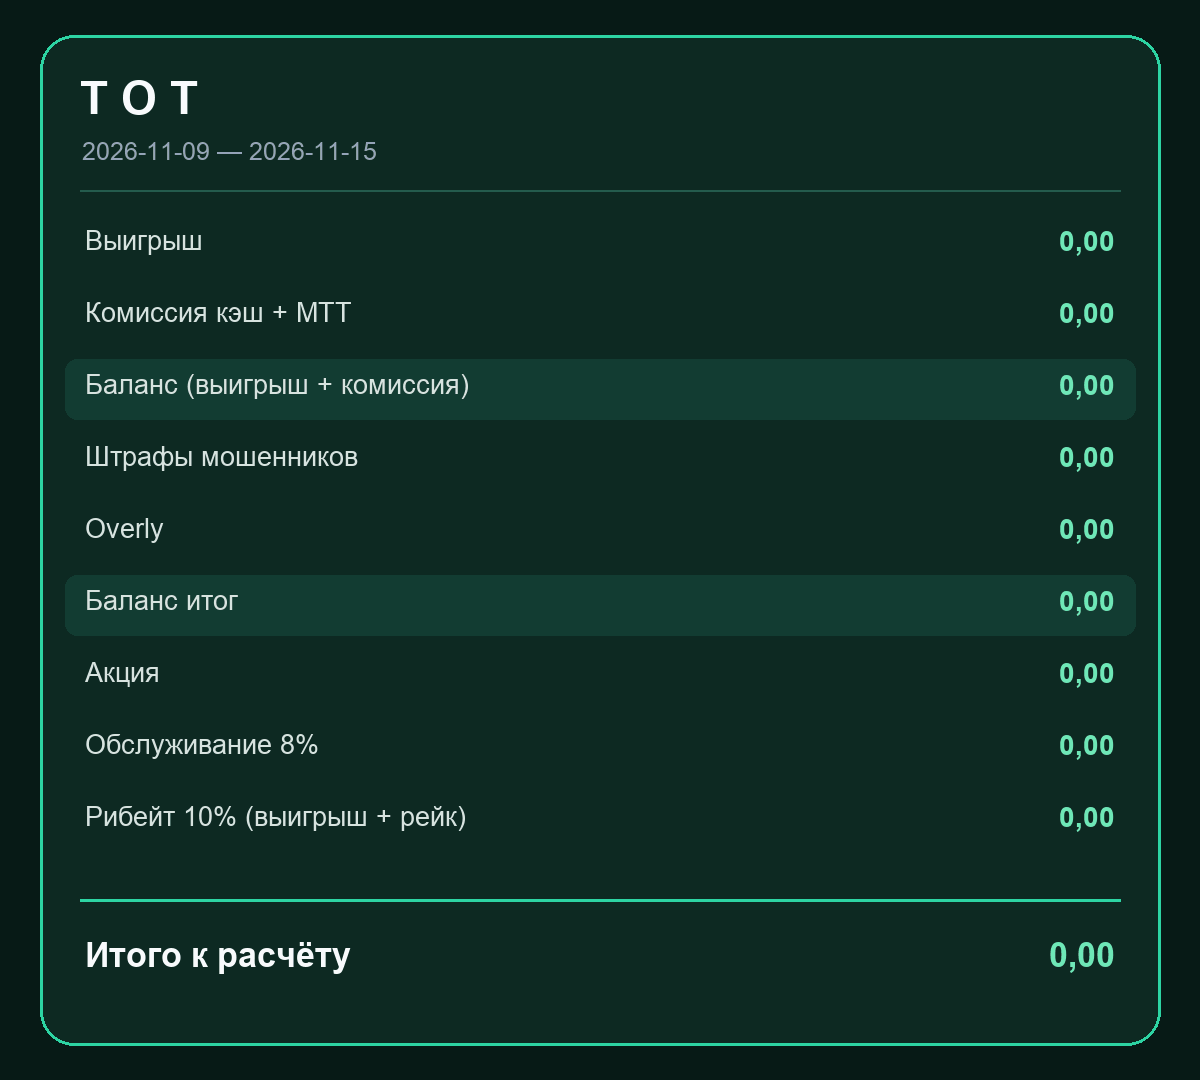 Т О Т
2026-11-09 — 2026-11-15
Выигрыш 0,00
Комиссия кэш + МТТ 0,00
Баланс (выигрыш + комиссия) 0,00
Штрафы мошенников 0,00
Overly 0,00
Баланс итог 0,00
Акция 0,00
Обслуживание 8% 0,00
Рибейт 10% (выигрыш + рейк) 0,00
Итого к расчёту 0,00